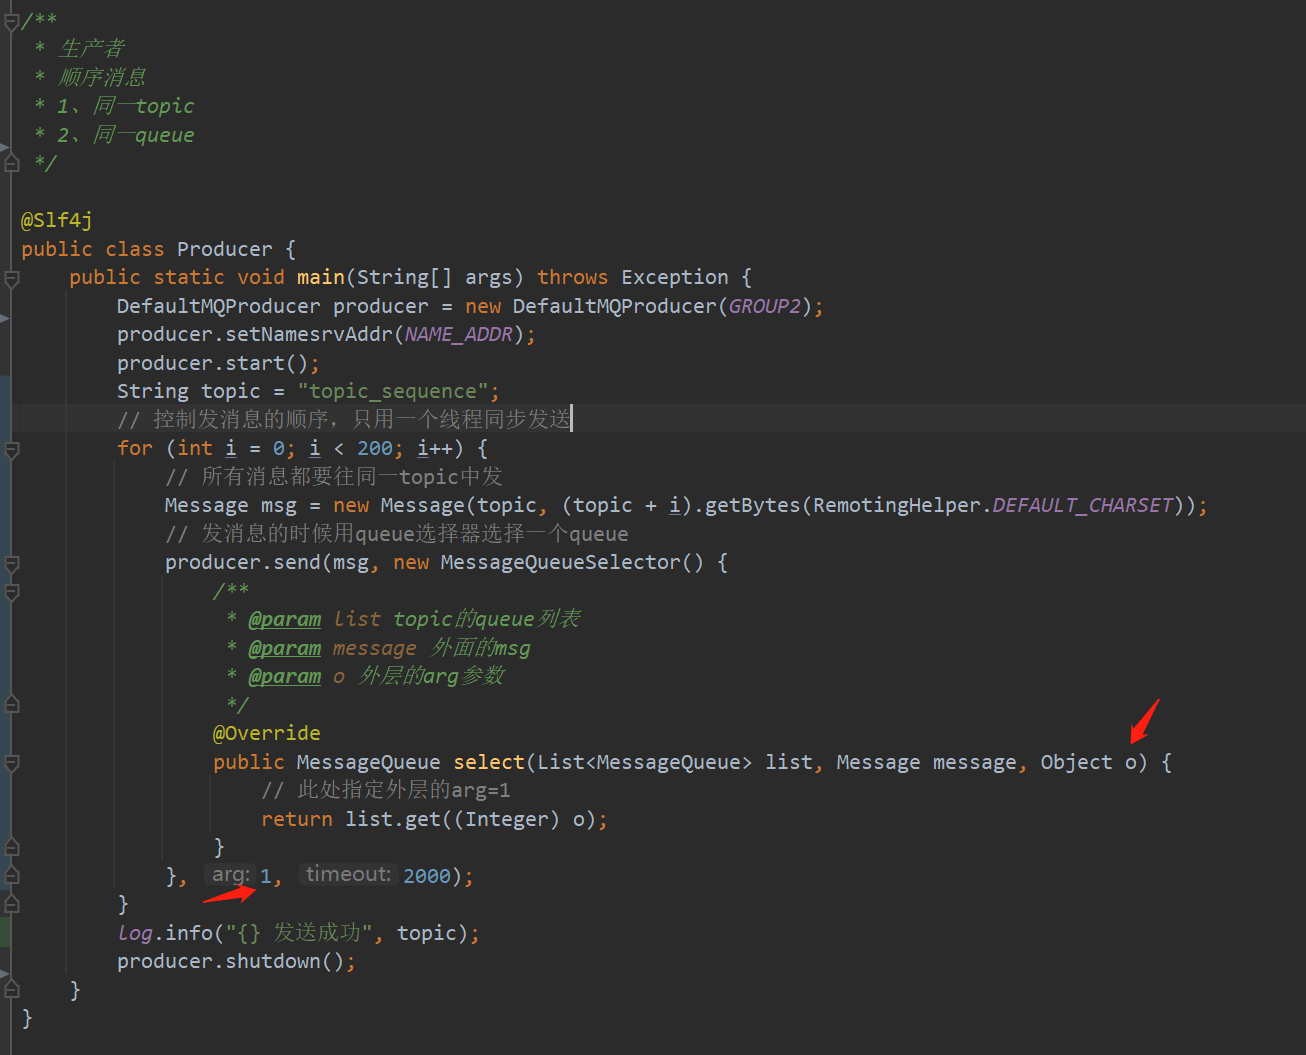 /**
 * 生产者
 * 顺序消息
 * 1、同一topic
 * 2、同一queue
 */
@Slf4j
public class Producer {
    public static void main(String[] args) throws Exception {
        DefaultMQProducer producer = new DefaultMQProducer(GROUP2);
        producer.setNamesrvAddr(NAME_ADDR);
        producer.start();
        String topic = "topic_sequence";
        // 控制发消息的顺序，只用一个线程同步发送
        for (int i = 0; i < 200; i++) {
            // 所有消息都要往同一topic中发
            Message msg = new Message(topic, (topic + i).getBytes(RemotingHelper.DEFAULT_CHARSET));
            // 发消息的时候用queue选择器选择一个queue
            producer.send(msg, new MessageQueueSelector() {
                /**
                 * @param list topic的queue列表
                 * @param message 外面的msg
                 * @param o 外层的arg参数
                 */
                @Override
                public MessageQueue select(List<MessageQueue> list, Message message, Object o) {
                    // 此处指定外层的arg=1
                    return list.get((Integer) o);
                }
            }, arg: 1, timeout: 2000);
        }
        log.info("{} 发送成功", topic);
        producer.shutdown();
    }
}